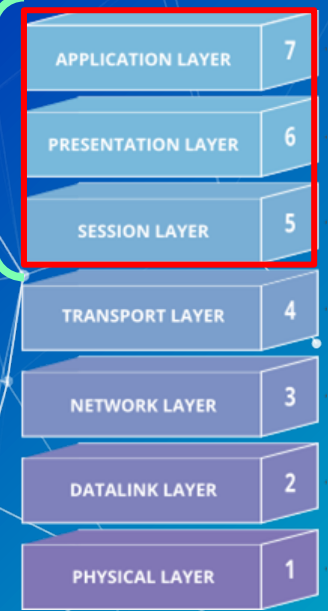 APPLICATION LAYER 7
PRESENTATION LAYER 6
SESSION LAYER 5
TRANSPORT LAYER 4
NETWORK LAYER 3
DATALINK LAYER 2
PHYSICAL LAYER 1